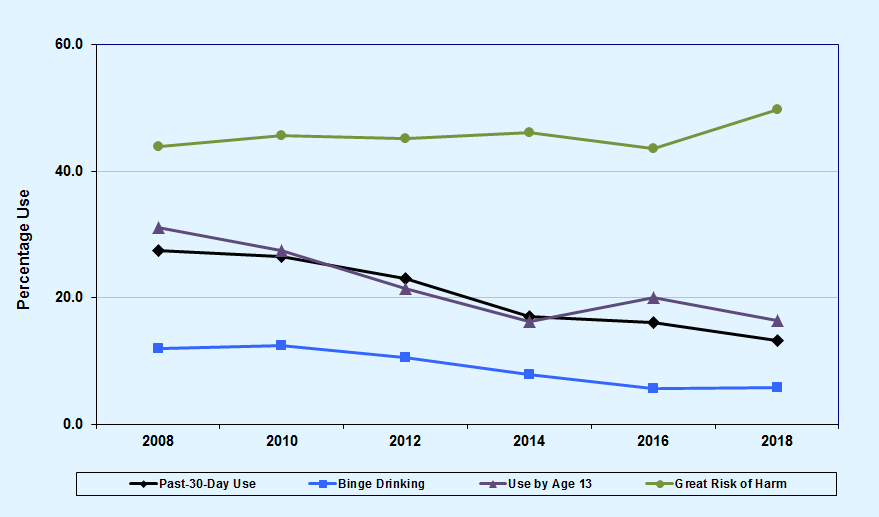 60.0
40.0
20.0
0.0
Percentage Use
2008 2010 2012 2014 2016 2018
Past-30-Day Use Binge Drinking Use by Age 13 Great Risk of Harm